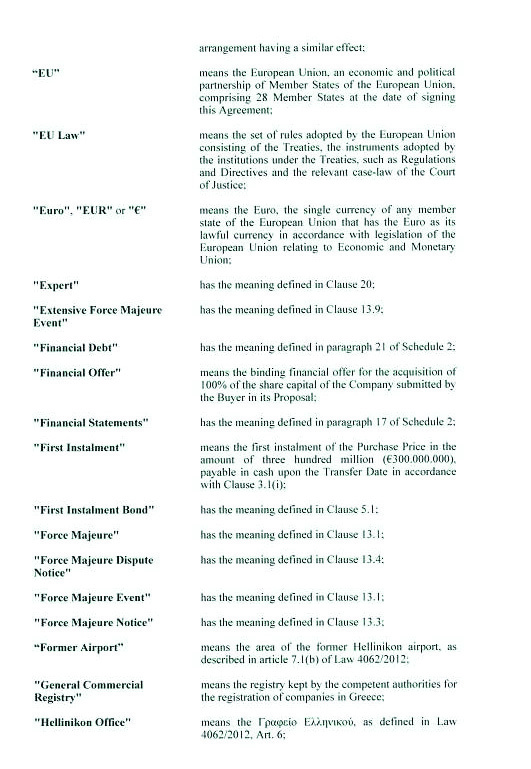 arrangement having a similar effect;
“EU” means the European Union, an economic and political
partnership of Member States of the European Union,
comprising 28 Member States at the date of signing
this Agreement;
"EU Law" means the set of rules adopted by the European Union
consisting of the Treaties, the instruments adopted by
the institutions under the Treaties, such as Regulations
and Directives and the relevant case-law of the Court
of Justice;
"Euro", "EUR" or "€" means the Euro, the single currency of any member
state of the European Union that has the Euro as its
lawful currency in accordance with legislation of the
European Union relating to Economic and Monetary
Union;
"Expert" has the meaning defined in Clause 20;
"Extensive Force Majeure has the meaning defined in Clause 13.9;
Event"
"Financial Debt" has the meaning defined in paragraph 21 of Schedule 2;
"Financial Offer" means the binding financial offer for the acquisition of
100% of the share capital of the Company submitted by
the Buyer in its Proposal;
"Financial Statements" has the meaning defined in paragraph 17 of Schedule 2;
"First Instalment" means the first instalment of the Purchase Price in the
amount of three hundred million (€300.000.000),
payable in cash upon the Transfer Date in accordance
with Clause 3.1(i);
"First Instalment Bond" has the meaning defined in Clause 5.1;
"Force Majeure" has the meaning defined in Clause 13.1;
"Force Majeure Dispute has the meaning defined in Clause 13.4;
Notice"
"Force Majeure Event" has the meaning defined in Clause 13.1;
"Force Majeure Notice" has the meaning defined in Clause 13.3;
“Former Airport” means the area of the former Hellinikon airport, as
described in article 7.1(b) of Law 4062/2012;
"General Commercial means the registry kept by the competent authorities for
Registry" the registration of companies in Greece;
"Hellinikon Office" means the Γραφείο Ελληνικού, as defined in Law
4062/2012, Art. 6;